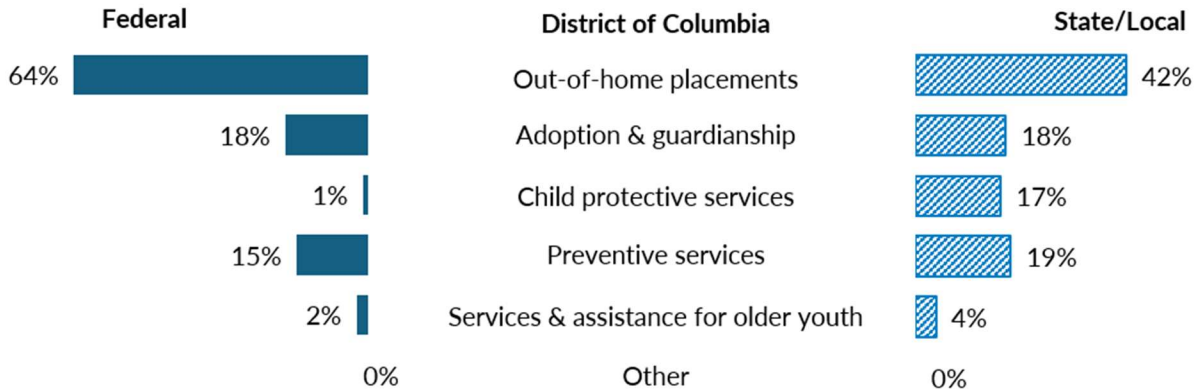 Federal District of Columbia State/Local
64% Out-of-home placements 42%
18% Adoption & guardianship 18%
1% Child protective services 17%
15% Preventive services 19%
2% Services & assistance for older youth 4%
0% Other 0%